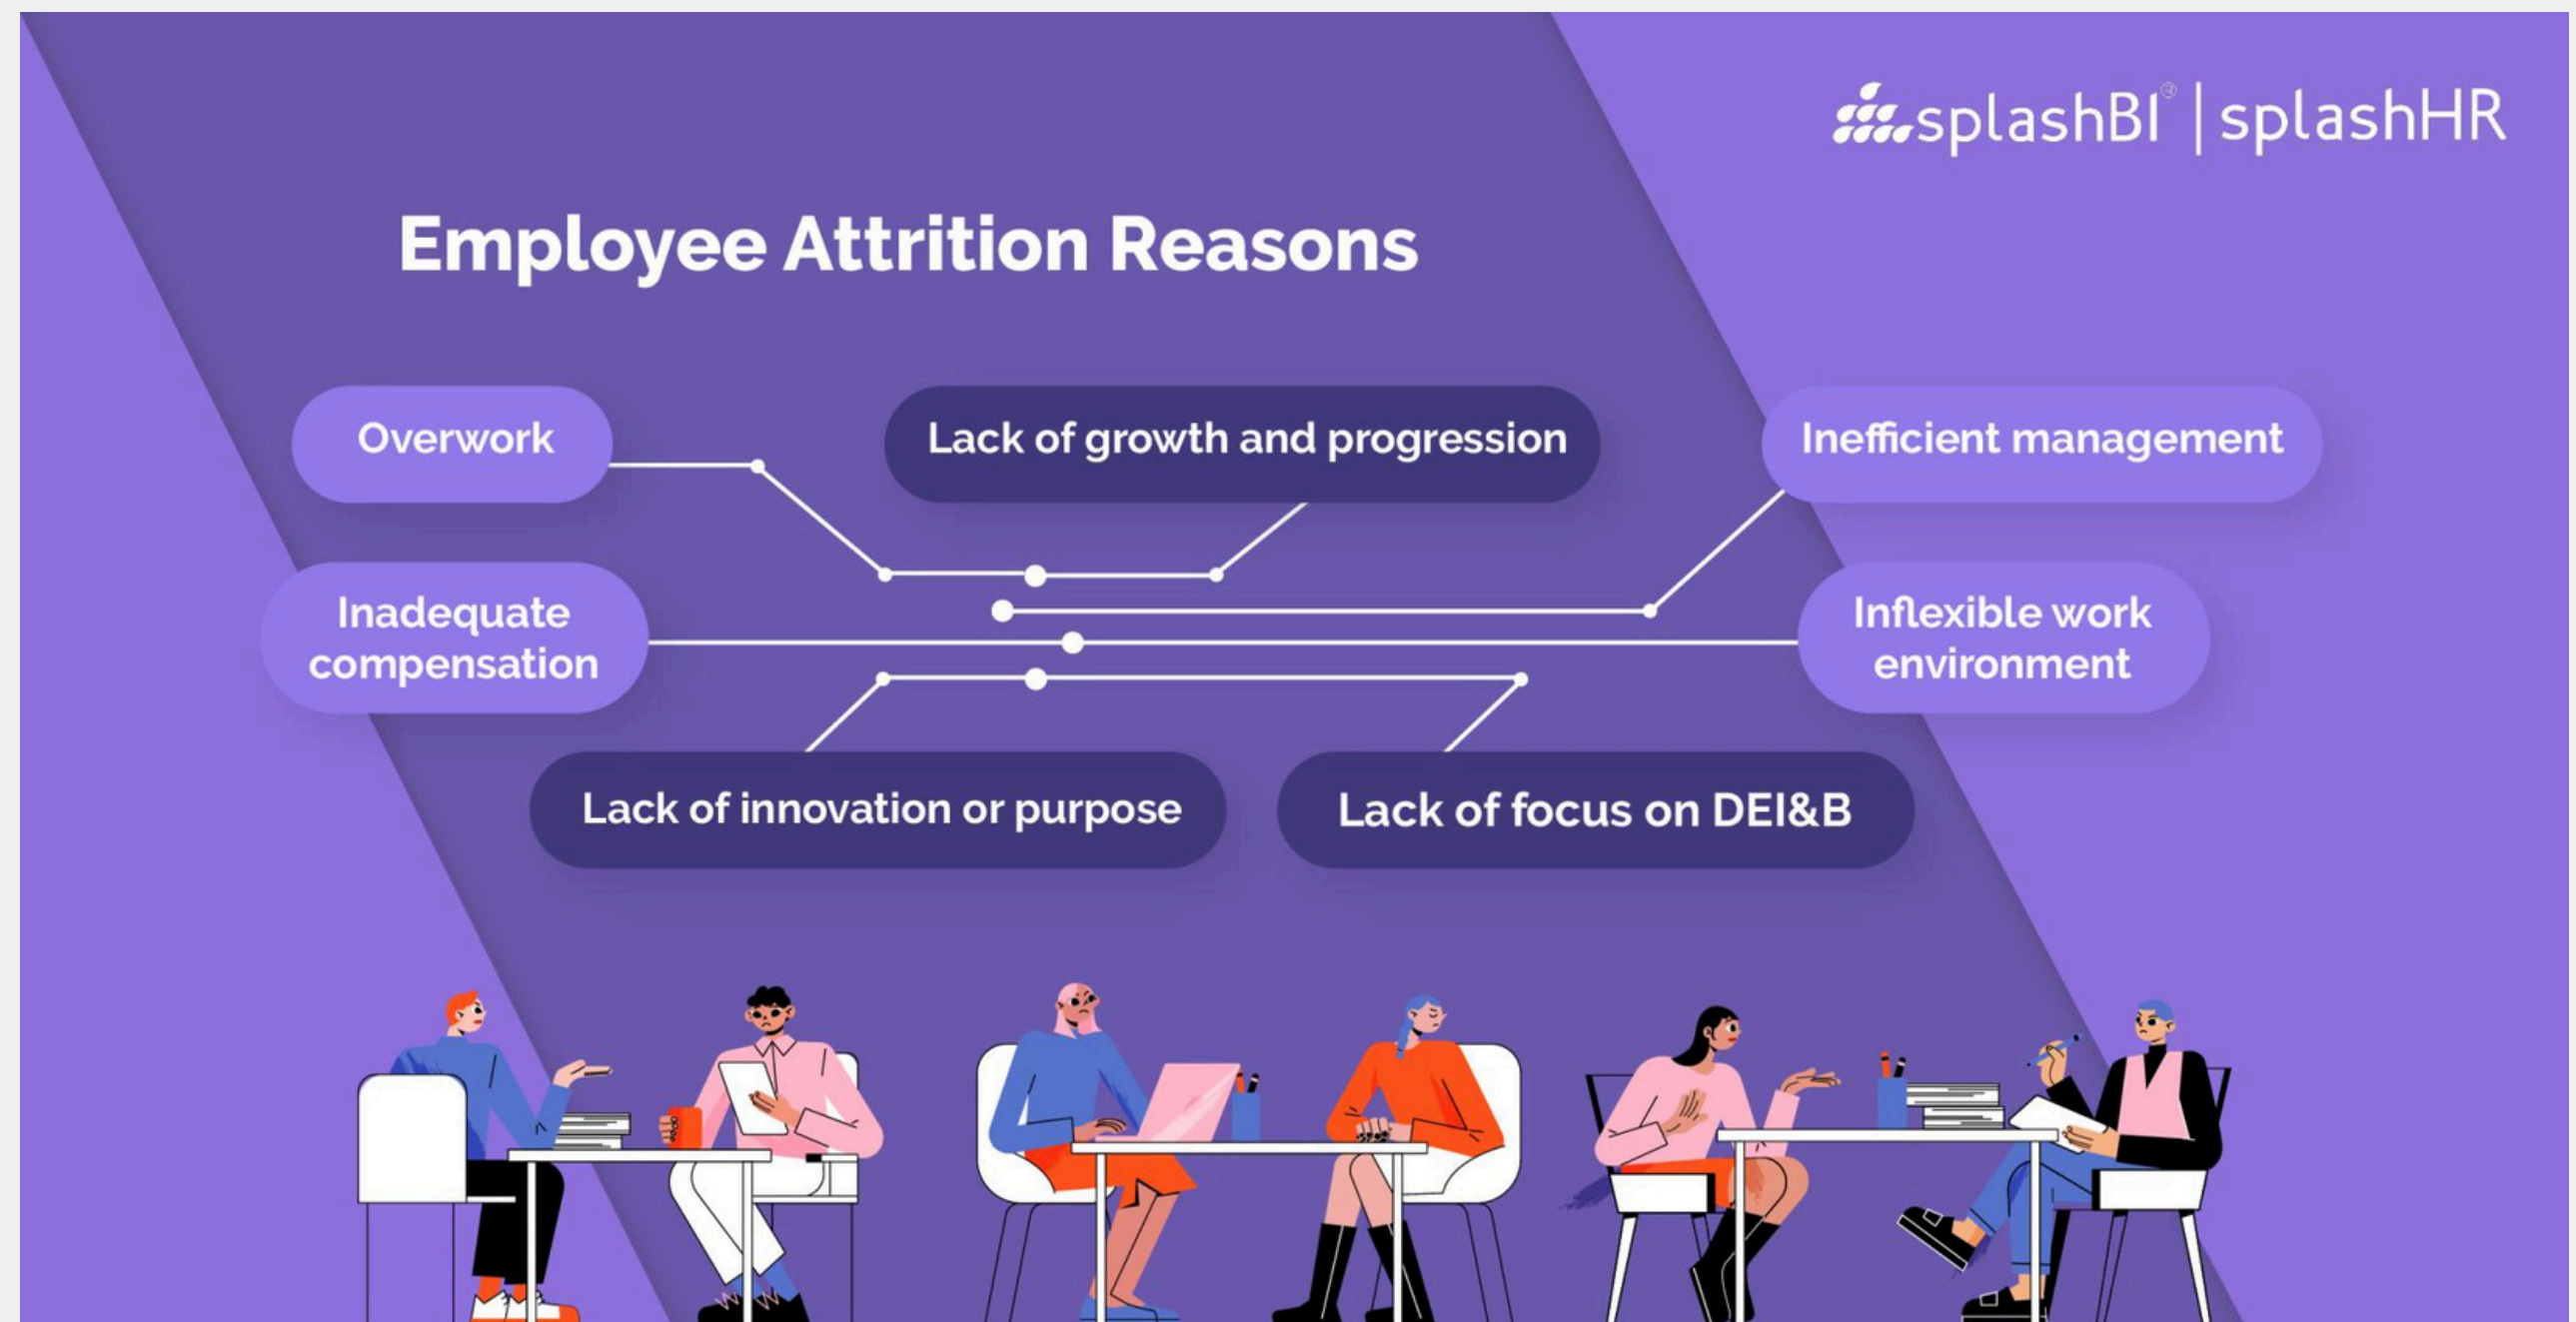 splashBI® | splashHR
Employee Attrition Reasons
Overwork
Lack of growth and progression
Inefficient management
Inadequate
compensation
Inflexible work
environment
Lack of innovation or purpose
Lack of focus on DEI&B